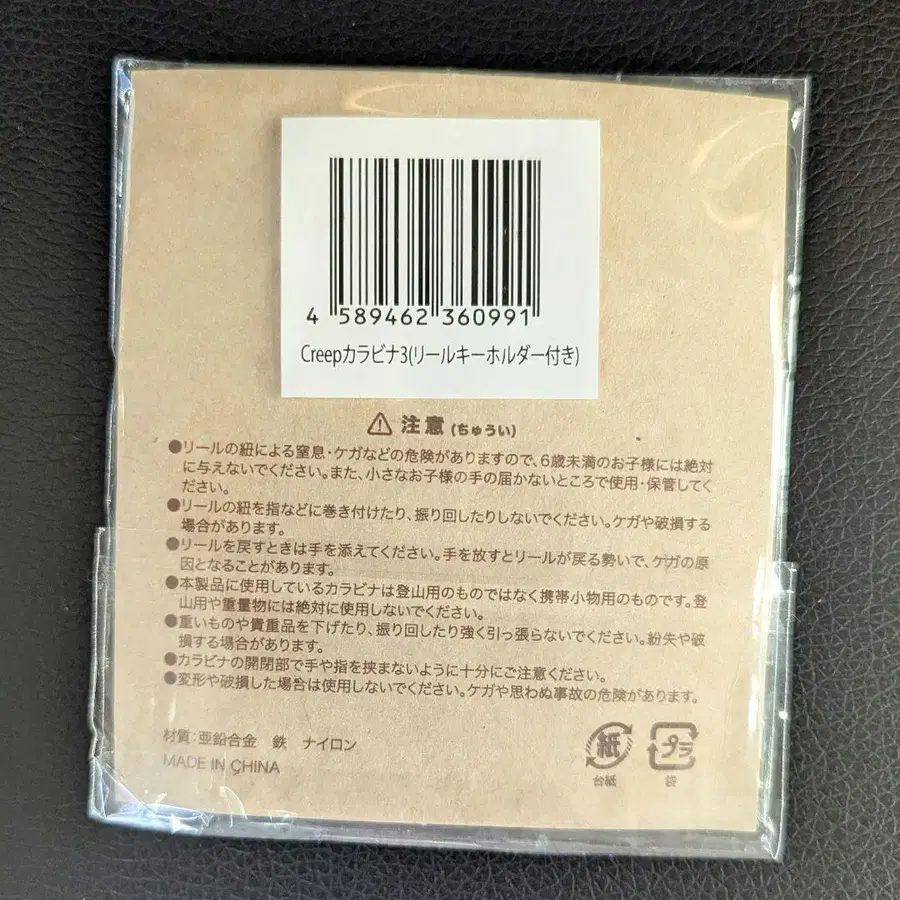 4 589462 360991
Creepカラビナ3(リールキーホルダー付き)
⚠ 注意 (ちゅうい)
●リールの紐による窒息・ケガなどの危険がありますので、6歳未満のお子様には絶対
に与えないでください。また、小さなお子様の手の届かないところで使用・保管してく
ださい。
●リールの紐を指などに巻き付けたり、振り回したりしないでください。ケガや破損する
場合があります。
●リールを戻すときは手を添えてください。手を放すとリールが戻る勢いで、ケガの原
因となることがあります。
●本製品に使用しているカラビナは登山用のものではなく携帯小物用のものです。登
山用や重量物には絶対に使用しないでください。
●重いものや貴重品を下げたり、振り回したり強く引っ張らないでください。紛失や破
損する場合があります。
●カラビナの開閉部で手や指を挟まないように十分にご注意ください。
●変形や破損した場合は使用しないでください。ケガや思わぬ事故の危険があります。
材質:亜鉛合金 鉄 ナイロン
MADE IN CHINA
紙 プラ
台紙 袋